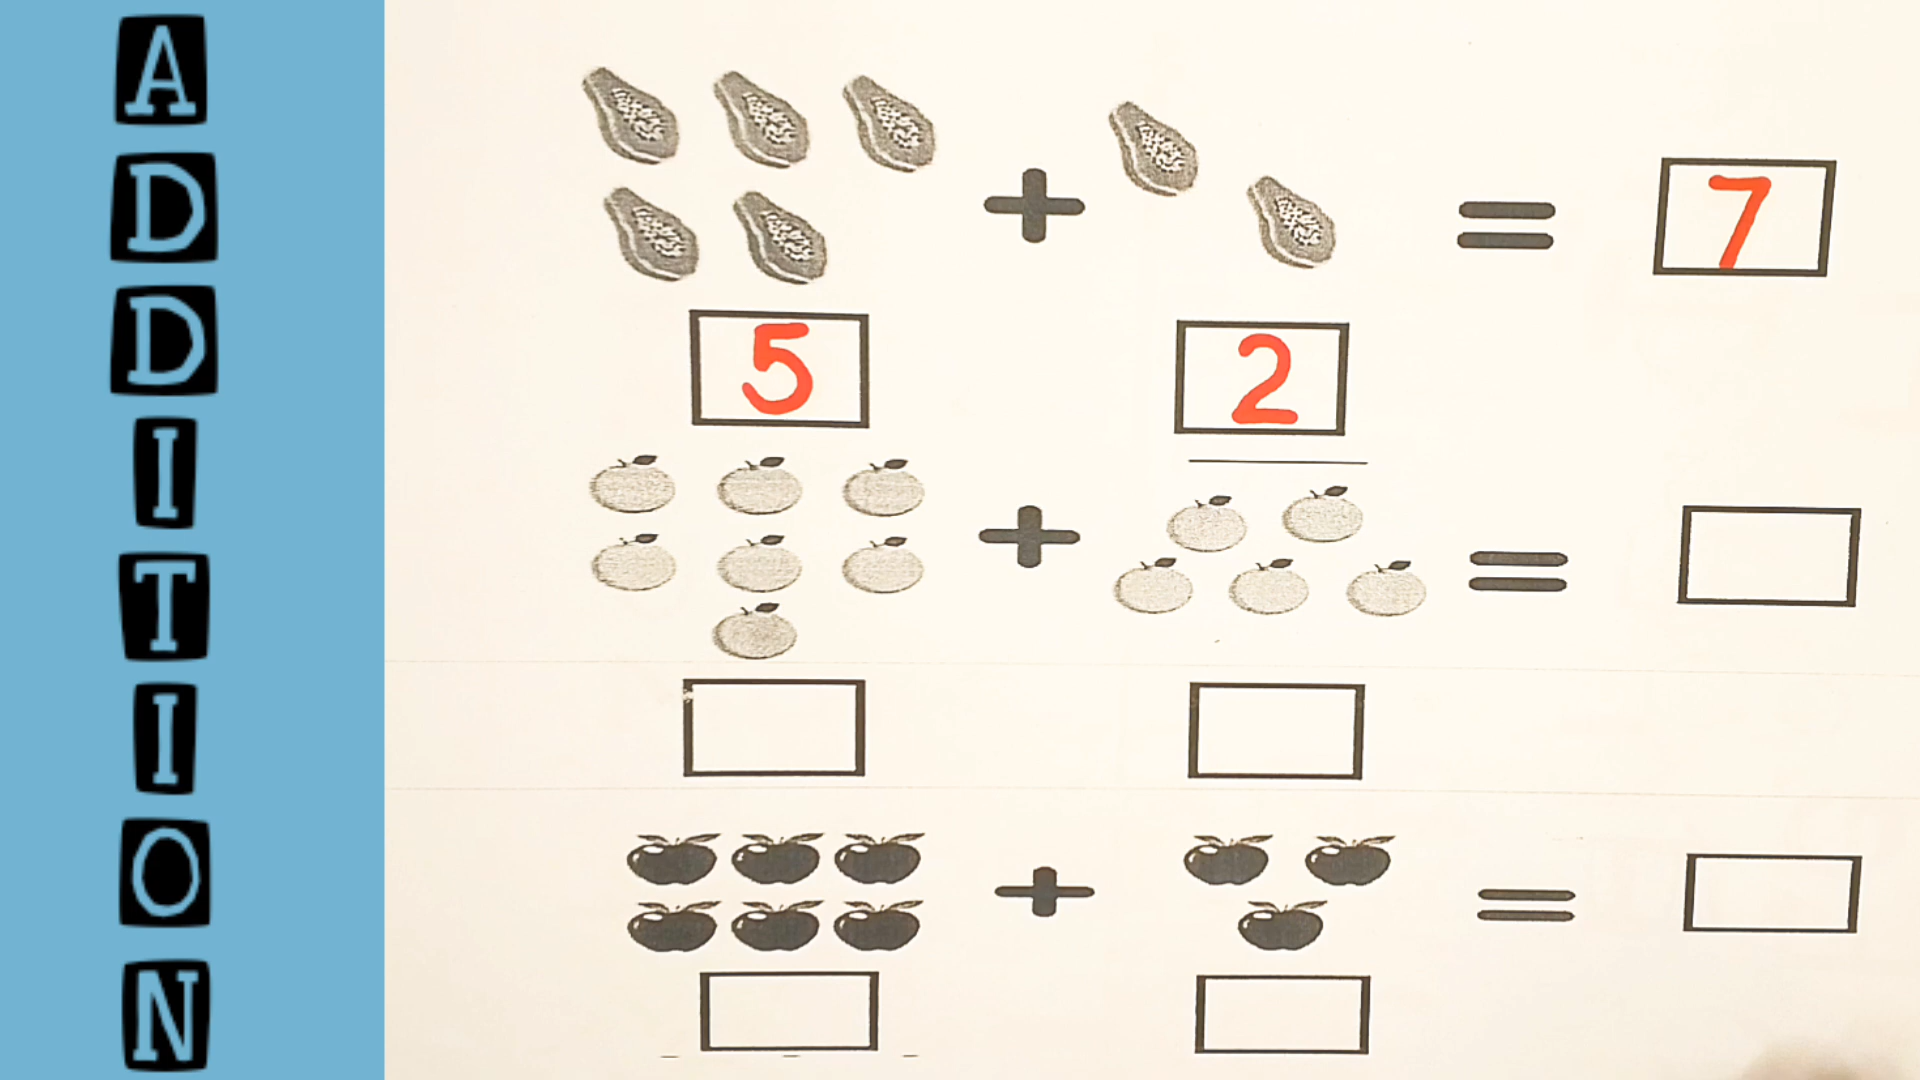 ADDITION
+ = 7
5 2
+ =
+ =